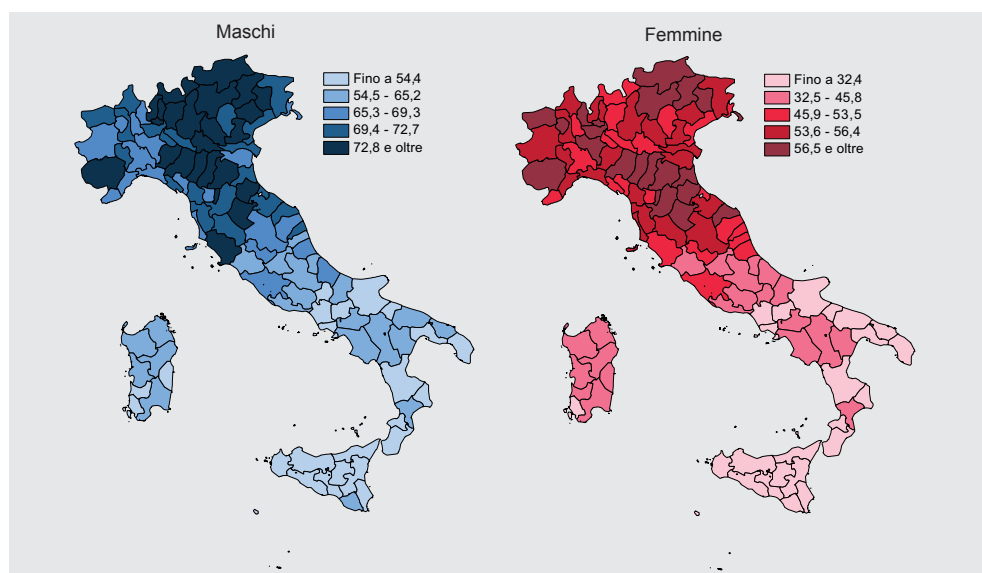 Maschi
Fino a 54,4
54,5 - 65,2
65,3 - 69,3
69,4 - 72,7
72,8 e oltre
Femmine
Fino a 32,4
32,5 - 45,8
45,9 - 53,5
53,6 - 56,4
56,5 e oltre